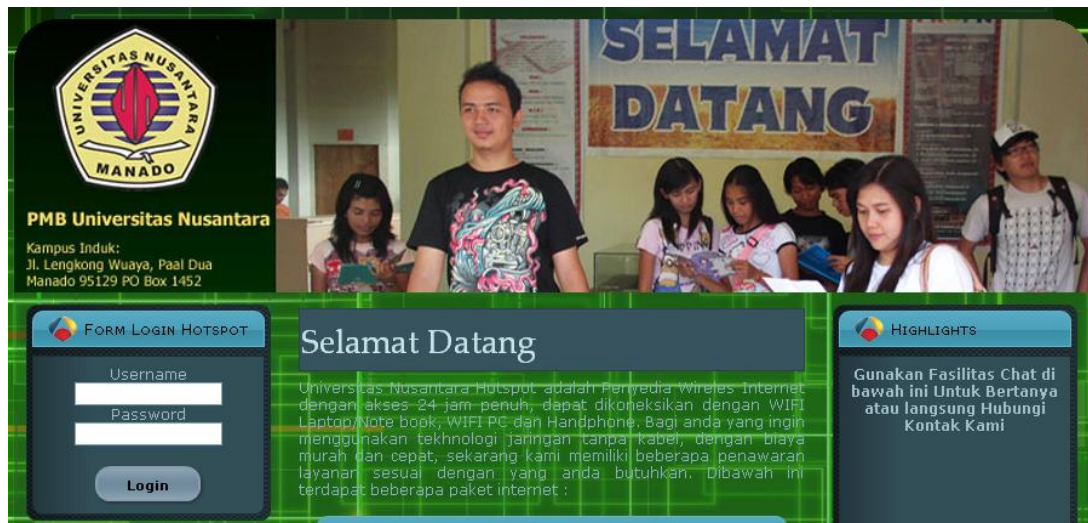 UNIVERSITAS NUSANTARA
MANADO
PMB Universitas Nusantara
Kampus Induk:
Jl. Lengkong Wuaya, Paal Dua
Manado 95129 PO Box 1452
SELAMAT
DATANG
FORM LOGIN HOTSPOT
Username
Password
Login
Selamat Datang
Universitas Nusantara Hotspot adalah Penyedia Wireles Internet
dengan akses 24 jam penuh, dapat dikoneksikan dengan WIFI
Laptop/Note book, WIFI PC dan Handphone. Bagi anda yang ingin
menggunakan tekhnologi jaringan tanpa kabel, dengan biaya
murah dan cepat, sekarang kami memiliki beberapa penawaran
layanan sesuai dengan yang anda butuhkan. Dibawah ini
terdapat beberapa paket internet :
HIGHLIGHTS
Gunakan Fasilitas Chat di
bawah ini Untuk Bertanya
atau langsung Hubungi
Kontak Kami